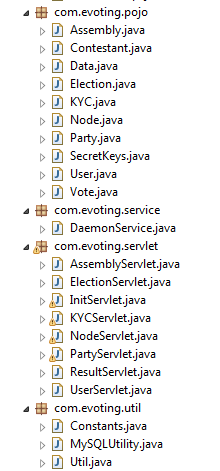 com.evoting.pojo
Assembly.java
Contestant.java
Data.java
Election.java
KYC.java
Node.java
Party.java
SecretKeys.java
User.java
Vote.java
com.evoting.service
DaemonService.java
com.evoting.servlet
AssemblyServlet.java
ElectionServlet.java
InitServlet.java
KYCServlet.java
NodeServlet.java
PartyServlet.java
ResultServlet.java
UserServlet.java
com.evoting.util
Constants.java
MySQLUtility.java
Util.java